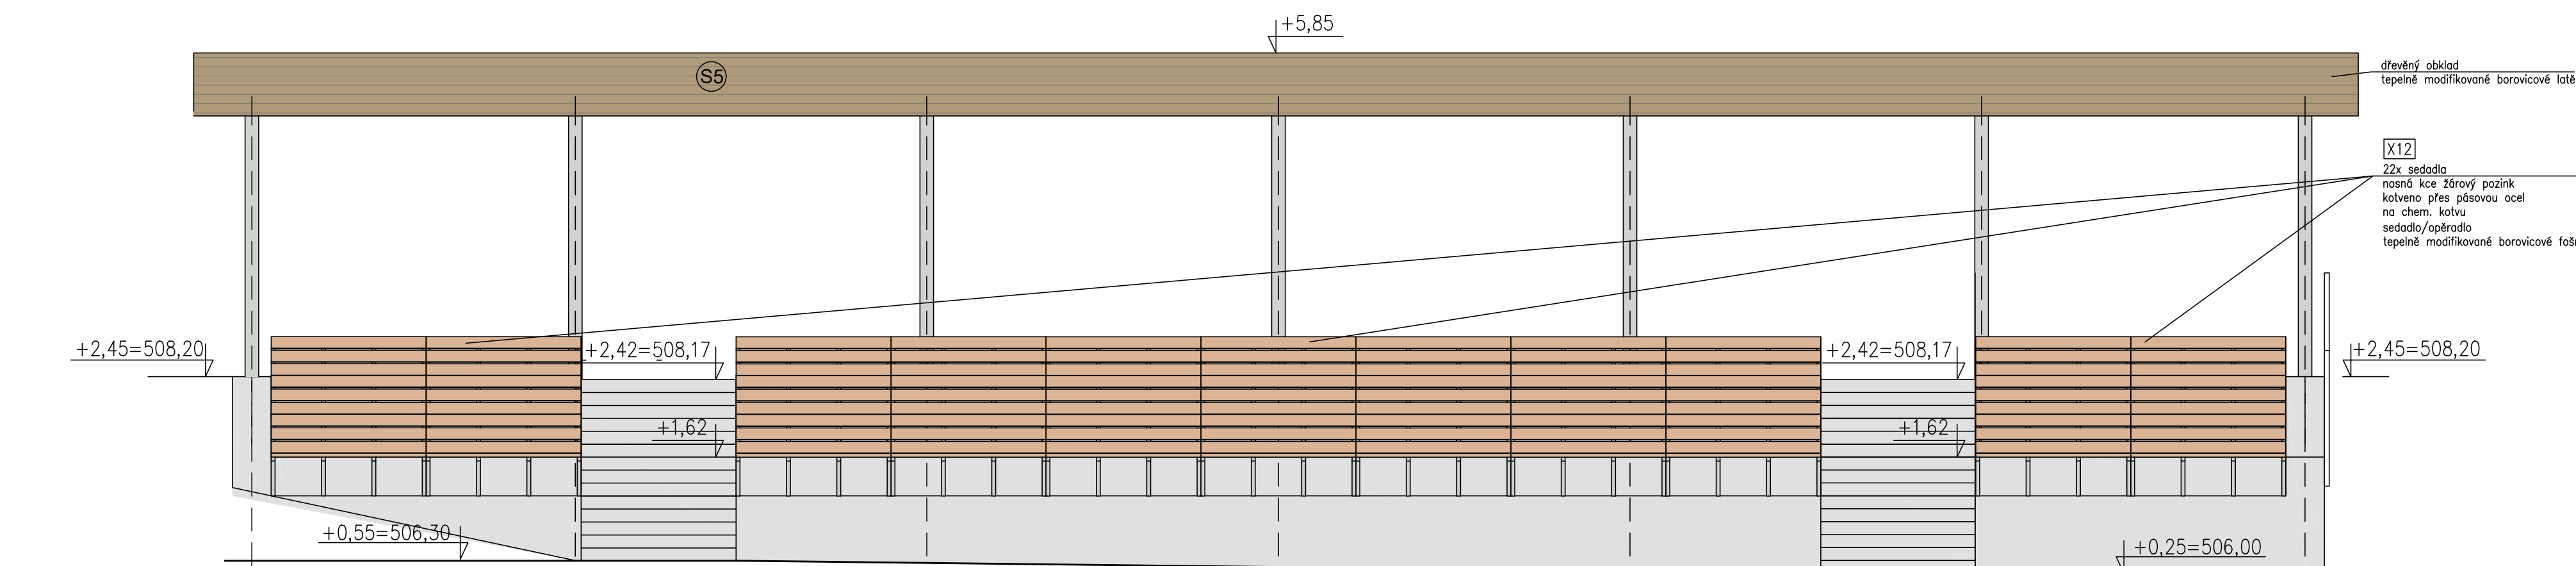 +5,85
S5
dřevěný obklad
tepelně modifikované borovicové latě
X12
22x sedadla
nosná kce žárový pozink
kotveno přes pásovou ocel
na chem. kotvu
sedadlo/opěradlo
tepelně modifikované borovicové
+2,45=508,20
+2,42=508,17
+2,42=508,17
+2,45=508,20
+1,62
+1,62
+0,55=506,30
+0,25=506,00